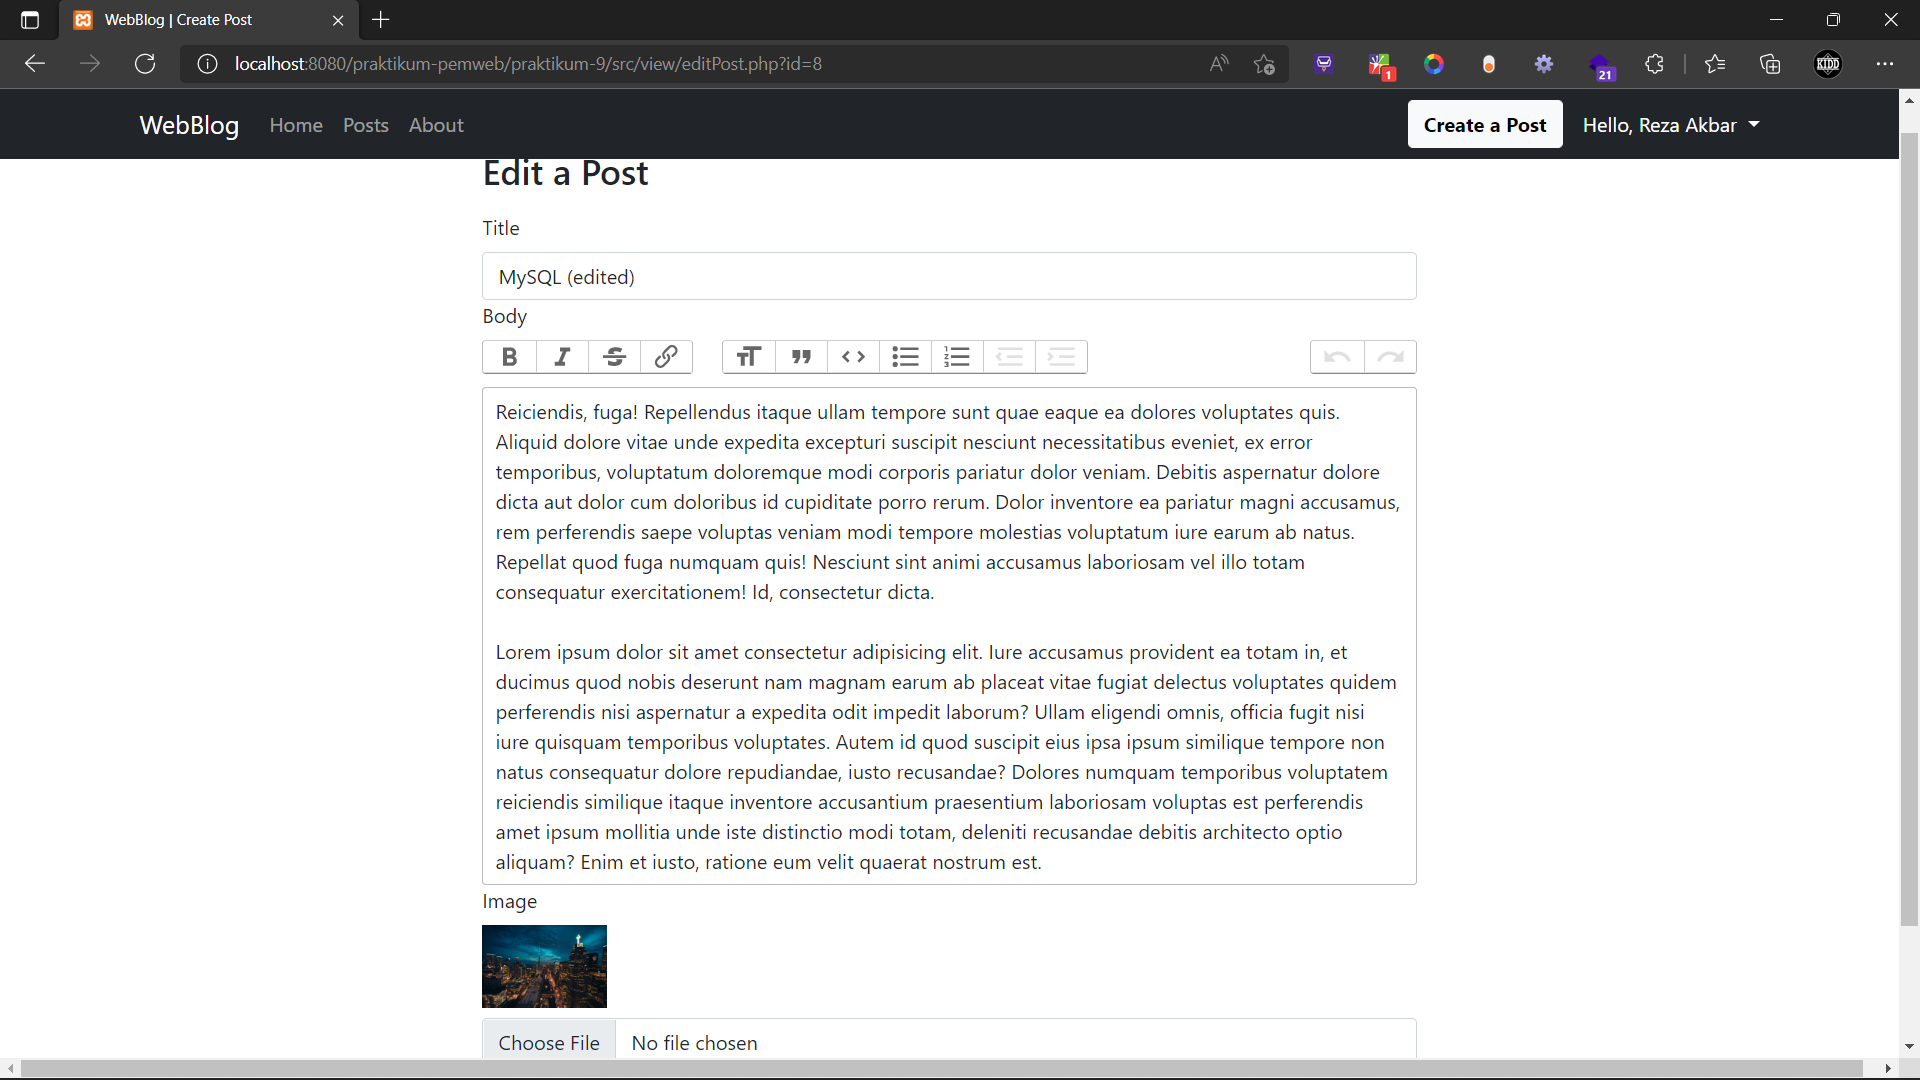 WebBlog | Create Post
localhost:8080/praktikum-pemweb/praktikum-9/src/view/editPost.php?id=8
1
21
KIDD
WebBlog Home Posts About Create a Post Hello, Reza Akbar
Edit a Post
Title
MySQL (edited)
Body
Reiciendis, fuga! Repellendus itaque ullam tempore sunt quae eaque ea dolores voluptates quis.
Aliquid dolore vitae unde expedita excepturi suscipit nesciunt necessitatibus eveniet, ex error
temporibus, voluptatum doloremque modi corporis pariatur dolor veniam. Debitis aspernatur dolore
dicta aut dolor cum doloribus id cupiditate porro rerum. Dolor inventore ea pariatur magni accusamus,
rem perferendis saepe voluptas veniam modi tempore molestias voluptatum iure earum ab natus.
Repellat quod fuga numquam quis! Nesciunt sint animi accusamus laboriosam vel illo totam
consequatur exercitationem! Id, consectetur dicta.
Lorem ipsum dolor sit amet consectetur adipisicing elit. Iure accusamus provident ea totam in, et
ducimus quod nobis deserunt nam magnam earum ab placeat vitae fugiat delectus voluptates quidem
perferendis nisi aspernatur a expedita odit impedit laborum? Ullam eligendi omnis, officia fugit nisi
iure quisquam temporibus voluptates. Autem id quod suscipit eius ipsa ipsum similique tempore non
natus consequatur dolore repudiandae, iusto recusandae? Dolores numquam temporibus voluptatem
reiciendis similique itaque inventore accusantium praesentium laboriosam voluptas est perferendis
amet ipsum mollitia unde iste distinctio modi totam, deleniti recusandae debitis architecto optio
aliquam? Enim et iusto, ratione eum velit quaerat nostrum est.
Image
Choose File No file chosen